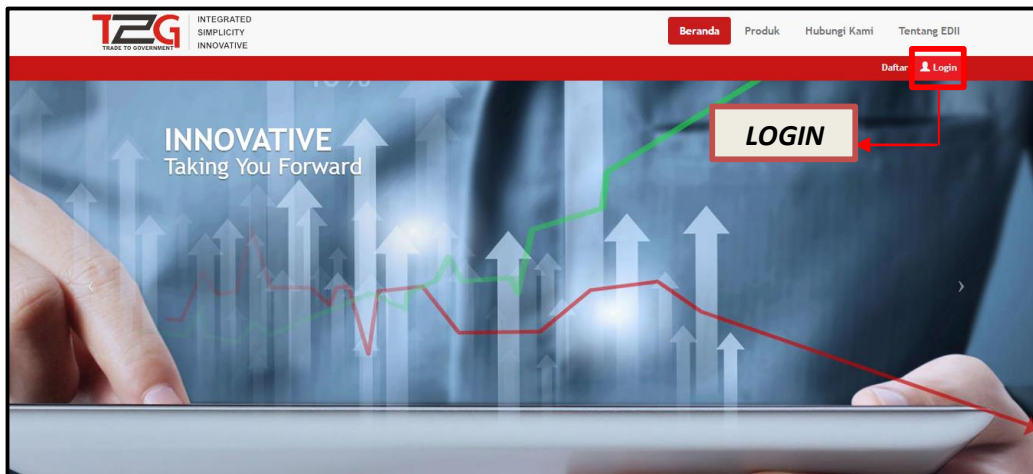 T2G
TRADE TO GOVERNMENT
INTEGRATED
SIMPLICITY
INNOVATIVE
Beranda Produk Hubungi Kami Tentang EDII
Daftar Login
INNOVATIVE
Taking You Forward
LOGIN